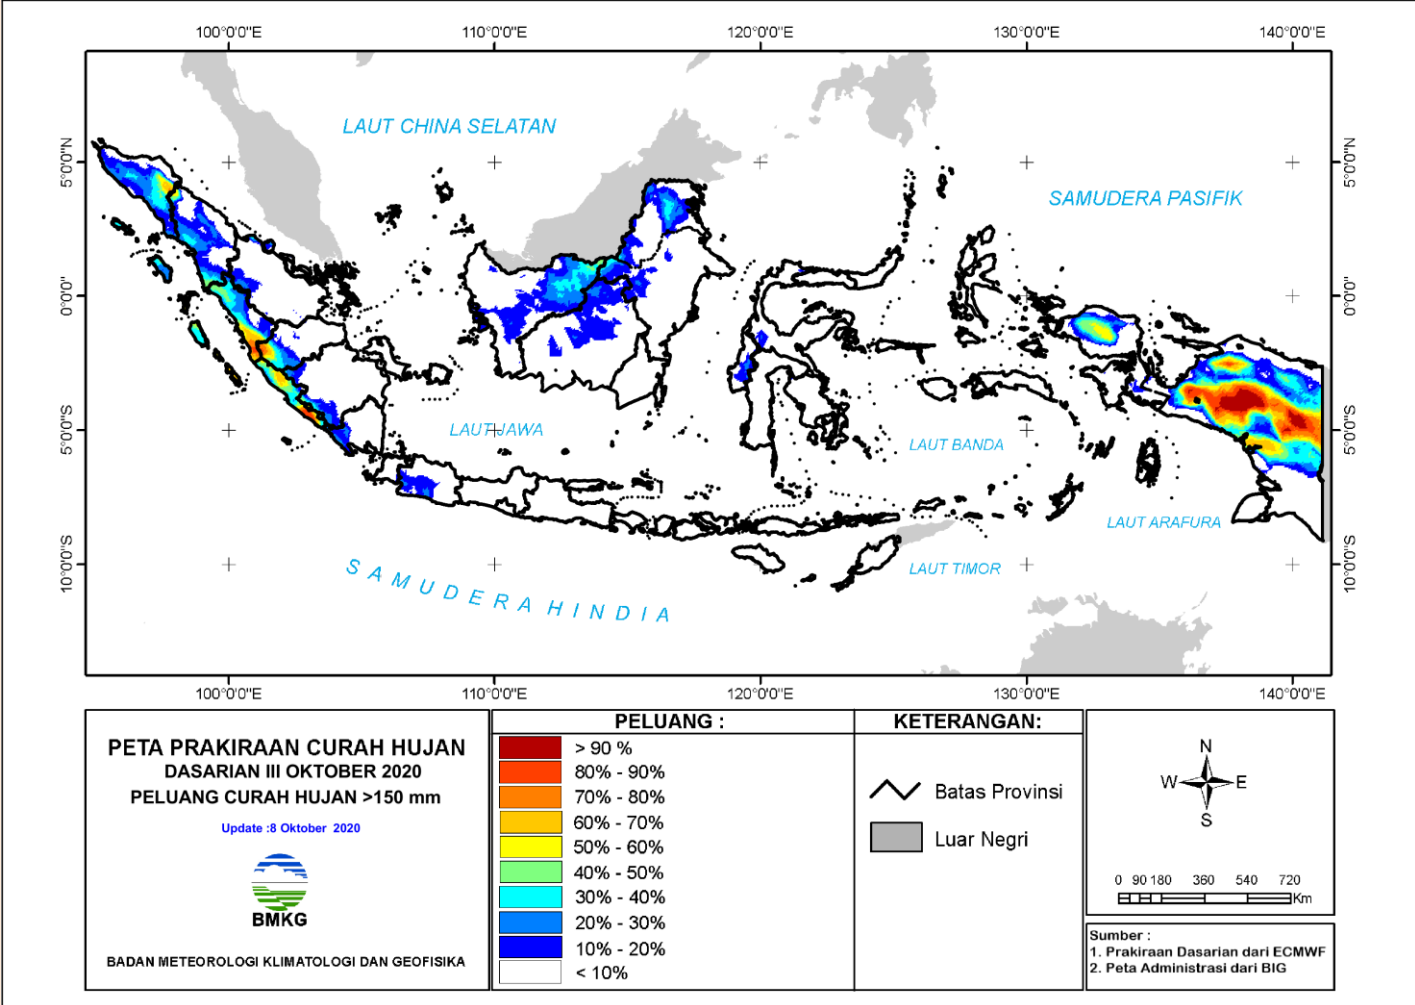 100°0'0"E 110°0'0"E 120°0'0"E 130°0'0"E 140°0'0"E
5°0'0"N
0°0'0"
5°0'0"S
10°0'0"S
LAUT CHINA SELATAN
SAMUDERA PASIFIK
LAUT JAWA
LAUT BANDA
LAUT ARAFURA
LAUT TIMOR
SAMUDERA HINDIA
5°0'0"N
0°0'0"
5°0'0"S
10°0'0"S
100°0'0"E 110°0'0"E 120°0'0"E 130°0'0"E 140°0'0"E
PETA PRAKIRAAN CURAH HUJAN
DASARIAN III OKTOBER 2020
PELUANG CURAH HUJAN >150 mm
Update :8 Oktober 2020
BMKG
BADAN METEOROLOGI KLIMATOLOGI DAN GEOFISIKA
PELUANG :
> 90 %
80% - 90%
70% - 80%
60% - 70%
50% - 60%
40% - 50%
30% - 40%
20% - 30%
10% - 20%
< 10%
KETERANGAN:
Batas Provinsi
Luar Negri
N
W E
S
0 90 180 360 540 720
Km
Sumber :
1. Prakiraan Dasarian dari ECMWF
2. Peta Administrasi dari BIG